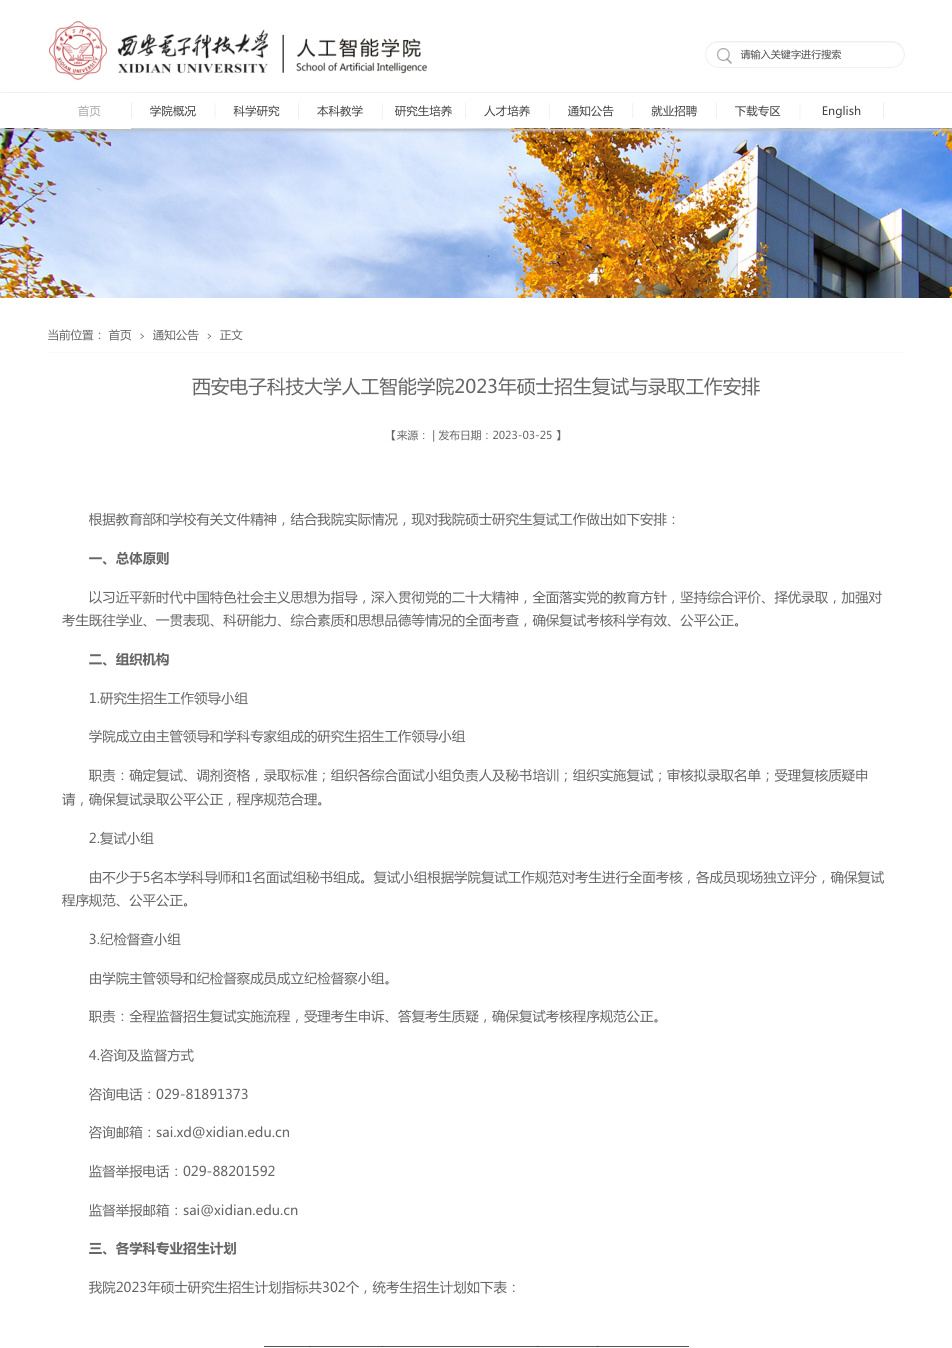 西安电子科技大学
XIDIAN UNIVERSITY
人工智能学院
School of Artificial Intelligence
请输入关键字进行搜索
首页 学院概况 科学研究 本科教学 研究生培养 人才培养 通知公告 就业招聘 下载专区 English
当前位置： 首页 > 通知公告 > 正文
西安电子科技大学人工智能学院2023年硕士招生复试与录取工作安排
【 来源： | 发布日期：2023-03-25 】
根据教育部和学校有关文件精神，结合我院实际情况，现对我院硕士研究生复试工作做出如下安排：
一、总体原则
以习近平新时代中国特色社会主义思想为指导，深入贯彻党的二十大精神，全面落实党的教育方针，坚持综合评价、择优录取，加强对
考生既往学业、一贯表现、科研能力、综合素质和思想品德等情况的全面考查，确保复试考核科学有效、公平公正。
二、组织机构
1.研究生招生工作领导小组
学院成立由主管领导和学科专家组成的研究生招生工作领导小组
职责：确定复试、调剂资格，录取标准；组织各综合面试小组负责人及秘书培训；组织实施复试；审核拟录取名单；受理复核质疑申
请，确保复试录取公平公正，程序规范合理。
2.复试小组
由不少于5名本学科导师和1名面试组秘书组成。复试小组根据学院复试工作规范对考生进行全面考核，各成员现场独立评分，确保复试
程序规范、公平公正。
3.纪检督查小组
由学院主管领导和纪检督察成员成立纪检督察小组。
职责：全程监督招生复试实施流程，受理考生申诉、答复考生质疑，确保复试考核程序规范公正。
4.咨询及监督方式
咨询电话：029-81891373
咨询邮箱：sai.xd@xidian.edu.cn
监督举报电话：029-88201592
监督举报邮箱：sai@xidian.edu.cn
三、各学科专业招生计划
我院2023年硕士研究生招生计划指标共302个，统考生招生计划如下表：